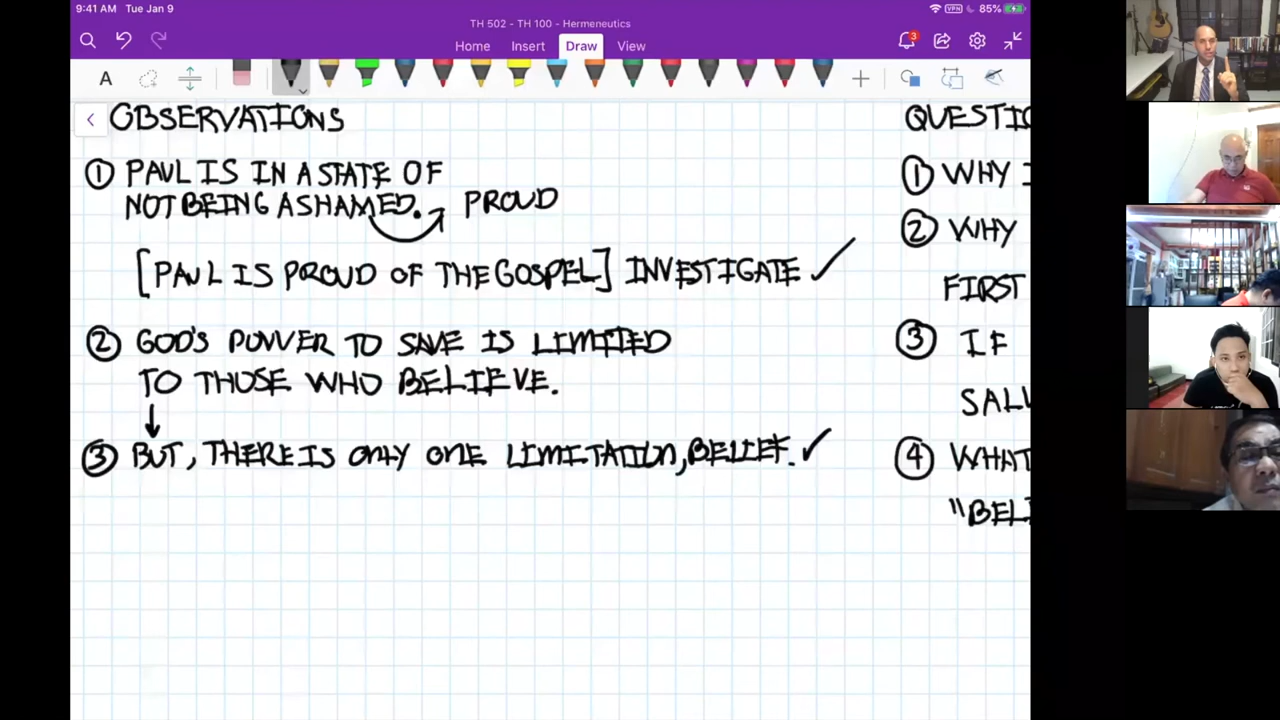 9:41 AM Tue Jan 9
VPN 85%
TH 502 - TH 100 - Hermeneutics
Home Insert Draw View
3
A
OBSERVATIONS
① PAUL IS IN A STATE OF
NOT BEING ASHAMED. PROUD
[PAUL IS PROUD OF THE GOSPEL] INVESTIGATE ✓
② GOD'S POWER TO SAVE IS LIMITED
TO THOSE WHO BELIEVE.
↓
③ BUT, THERE IS ONLY ONE LIMITATION, BELIEF. ✓
QUESTIO
① WHY I
② WHY
FIRST
③ IF
SALV
④ WHAT
"BELI